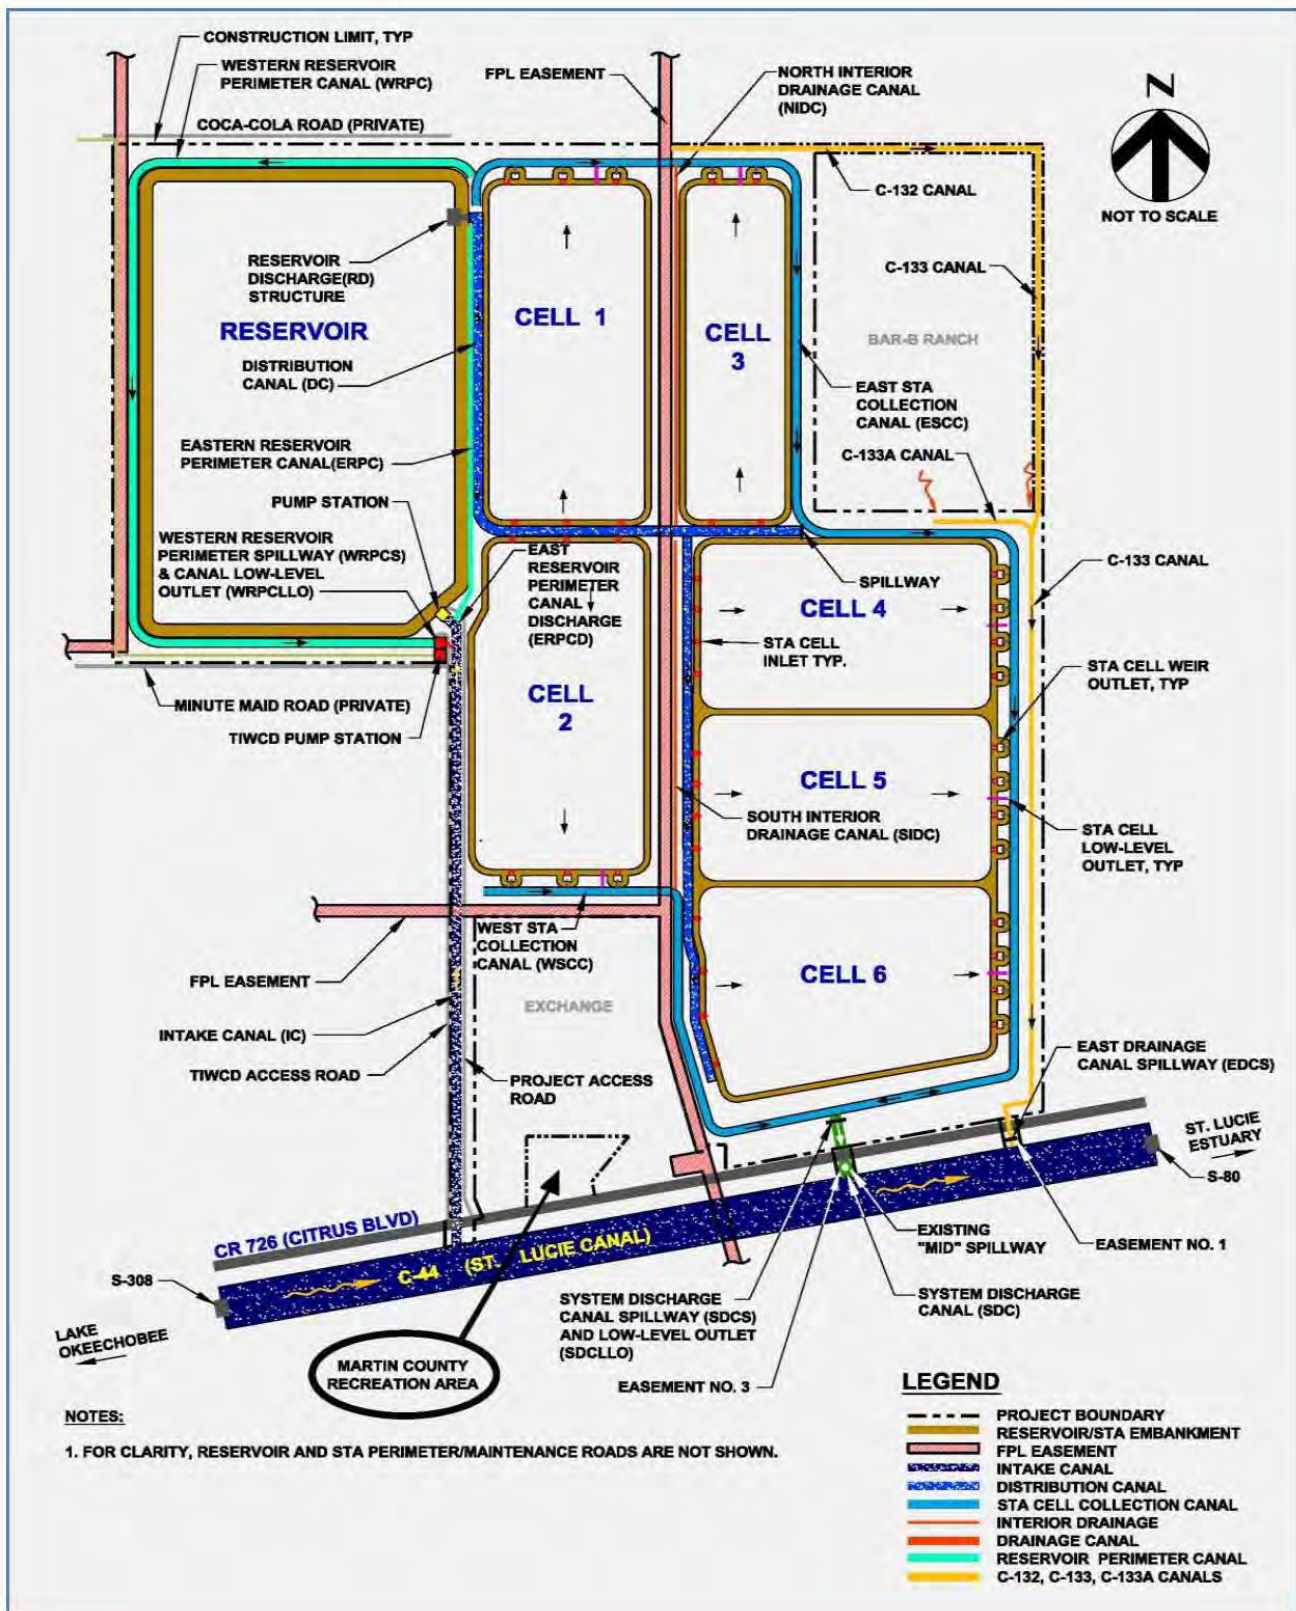 CONSTRUCTION LIMIT, TYP
WESTERN RESERVOIR
PERIMETER CANAL (WRPC)
COCA-COLA ROAD (PRIVATE)
FPL EASEMENT
NORTH INTERIOR
DRAINAGE CANAL
(NIDC)
N
NOT TO SCALE
C-132 CANAL
C-133 CANAL
RESERVOIR
DISCHARGE(RD)
STRUCTURE
RESERVOIR
CELL 1
CELL
3
BAR-B RANCH
DISTRIBUTION
CANAL (DC)
EAST STA
COLLECTION
CANAL (ESCC)
EASTERN RESERVOIR
PERIMETER CANAL(ERPC)
C-133A CANAL
PUMP STATION
WESTERN RESERVOIR
PERIMETER SPILLWAY (WRPCS)
& CANAL LOW-LEVEL
OUTLET (WRPCLLO)
EAST
RESERVOIR
PERIMETER
CANAL
DISCHARGE
(ERPCD)
SPILLWAY
C-133 CANAL
CELL 4
STA CELL
INLET TYP.
STA CELL WEIR
OUTLET, TYP
MINUTE MAID ROAD (PRIVATE)
TIWCD PUMP STATION
CELL
2
CELL 5
SOUTH INTERIOR
DRAINAGE CANAL (SIDC)
STA CELL
LOW-LEVEL
OUTLET, TYP
WEST STA
COLLECTION
CANAL (WSCC)
FPL EASEMENT
CELL 6
EXCHANGE
INTAKE CANAL (IC)
TIWCD ACCESS ROAD
PROJECT ACCESS
ROAD
EAST DRAINAGE
CANAL SPILLWAY (EDCS)
ST. LUCIE
ESTUARY
S-80
CR 726 (CITRUS BLVD)
C-44 (ST. LUCIE CANAL)
EXISTING
"MID" SPILLWAY
EASEMENT NO. 1
S-308
LAKE
OKEECHOBEE
SYSTEM DISCHARGE
CANAL SPILLWAY (SDCS)
AND LOW-LEVEL OUTLET
(SDCLLO)
SYSTEM DISCHARGE
CANAL (SDC)
EASEMENT NO. 3
MARTIN COUNTY
RECREATION AREA
NOTES:
1. FOR CLARITY, RESERVOIR AND STA PERIMETER/MAINTENANCE ROADS ARE NOT SHOWN.
LEGEND
PROJECT BOUNDARY
RESERVOIR/STA EMBANKMENT
FPL EASEMENT
INTAKE CANAL
DISTRIBUTION CANAL
STA CELL COLLECTION CANAL
INTERIOR DRAINAGE
DRAINAGE CANAL
RESERVOIR PERIMETER CANAL
C-132, C-133, C-133A CANALS